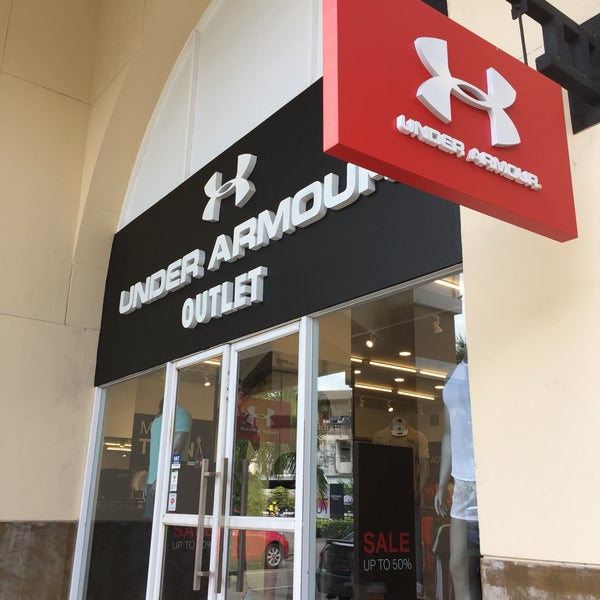 UNDER ARMOUR.
UNDER ARMOUR
OUTLET
SALE
UP TO 50%
SALE
UP TO 50%